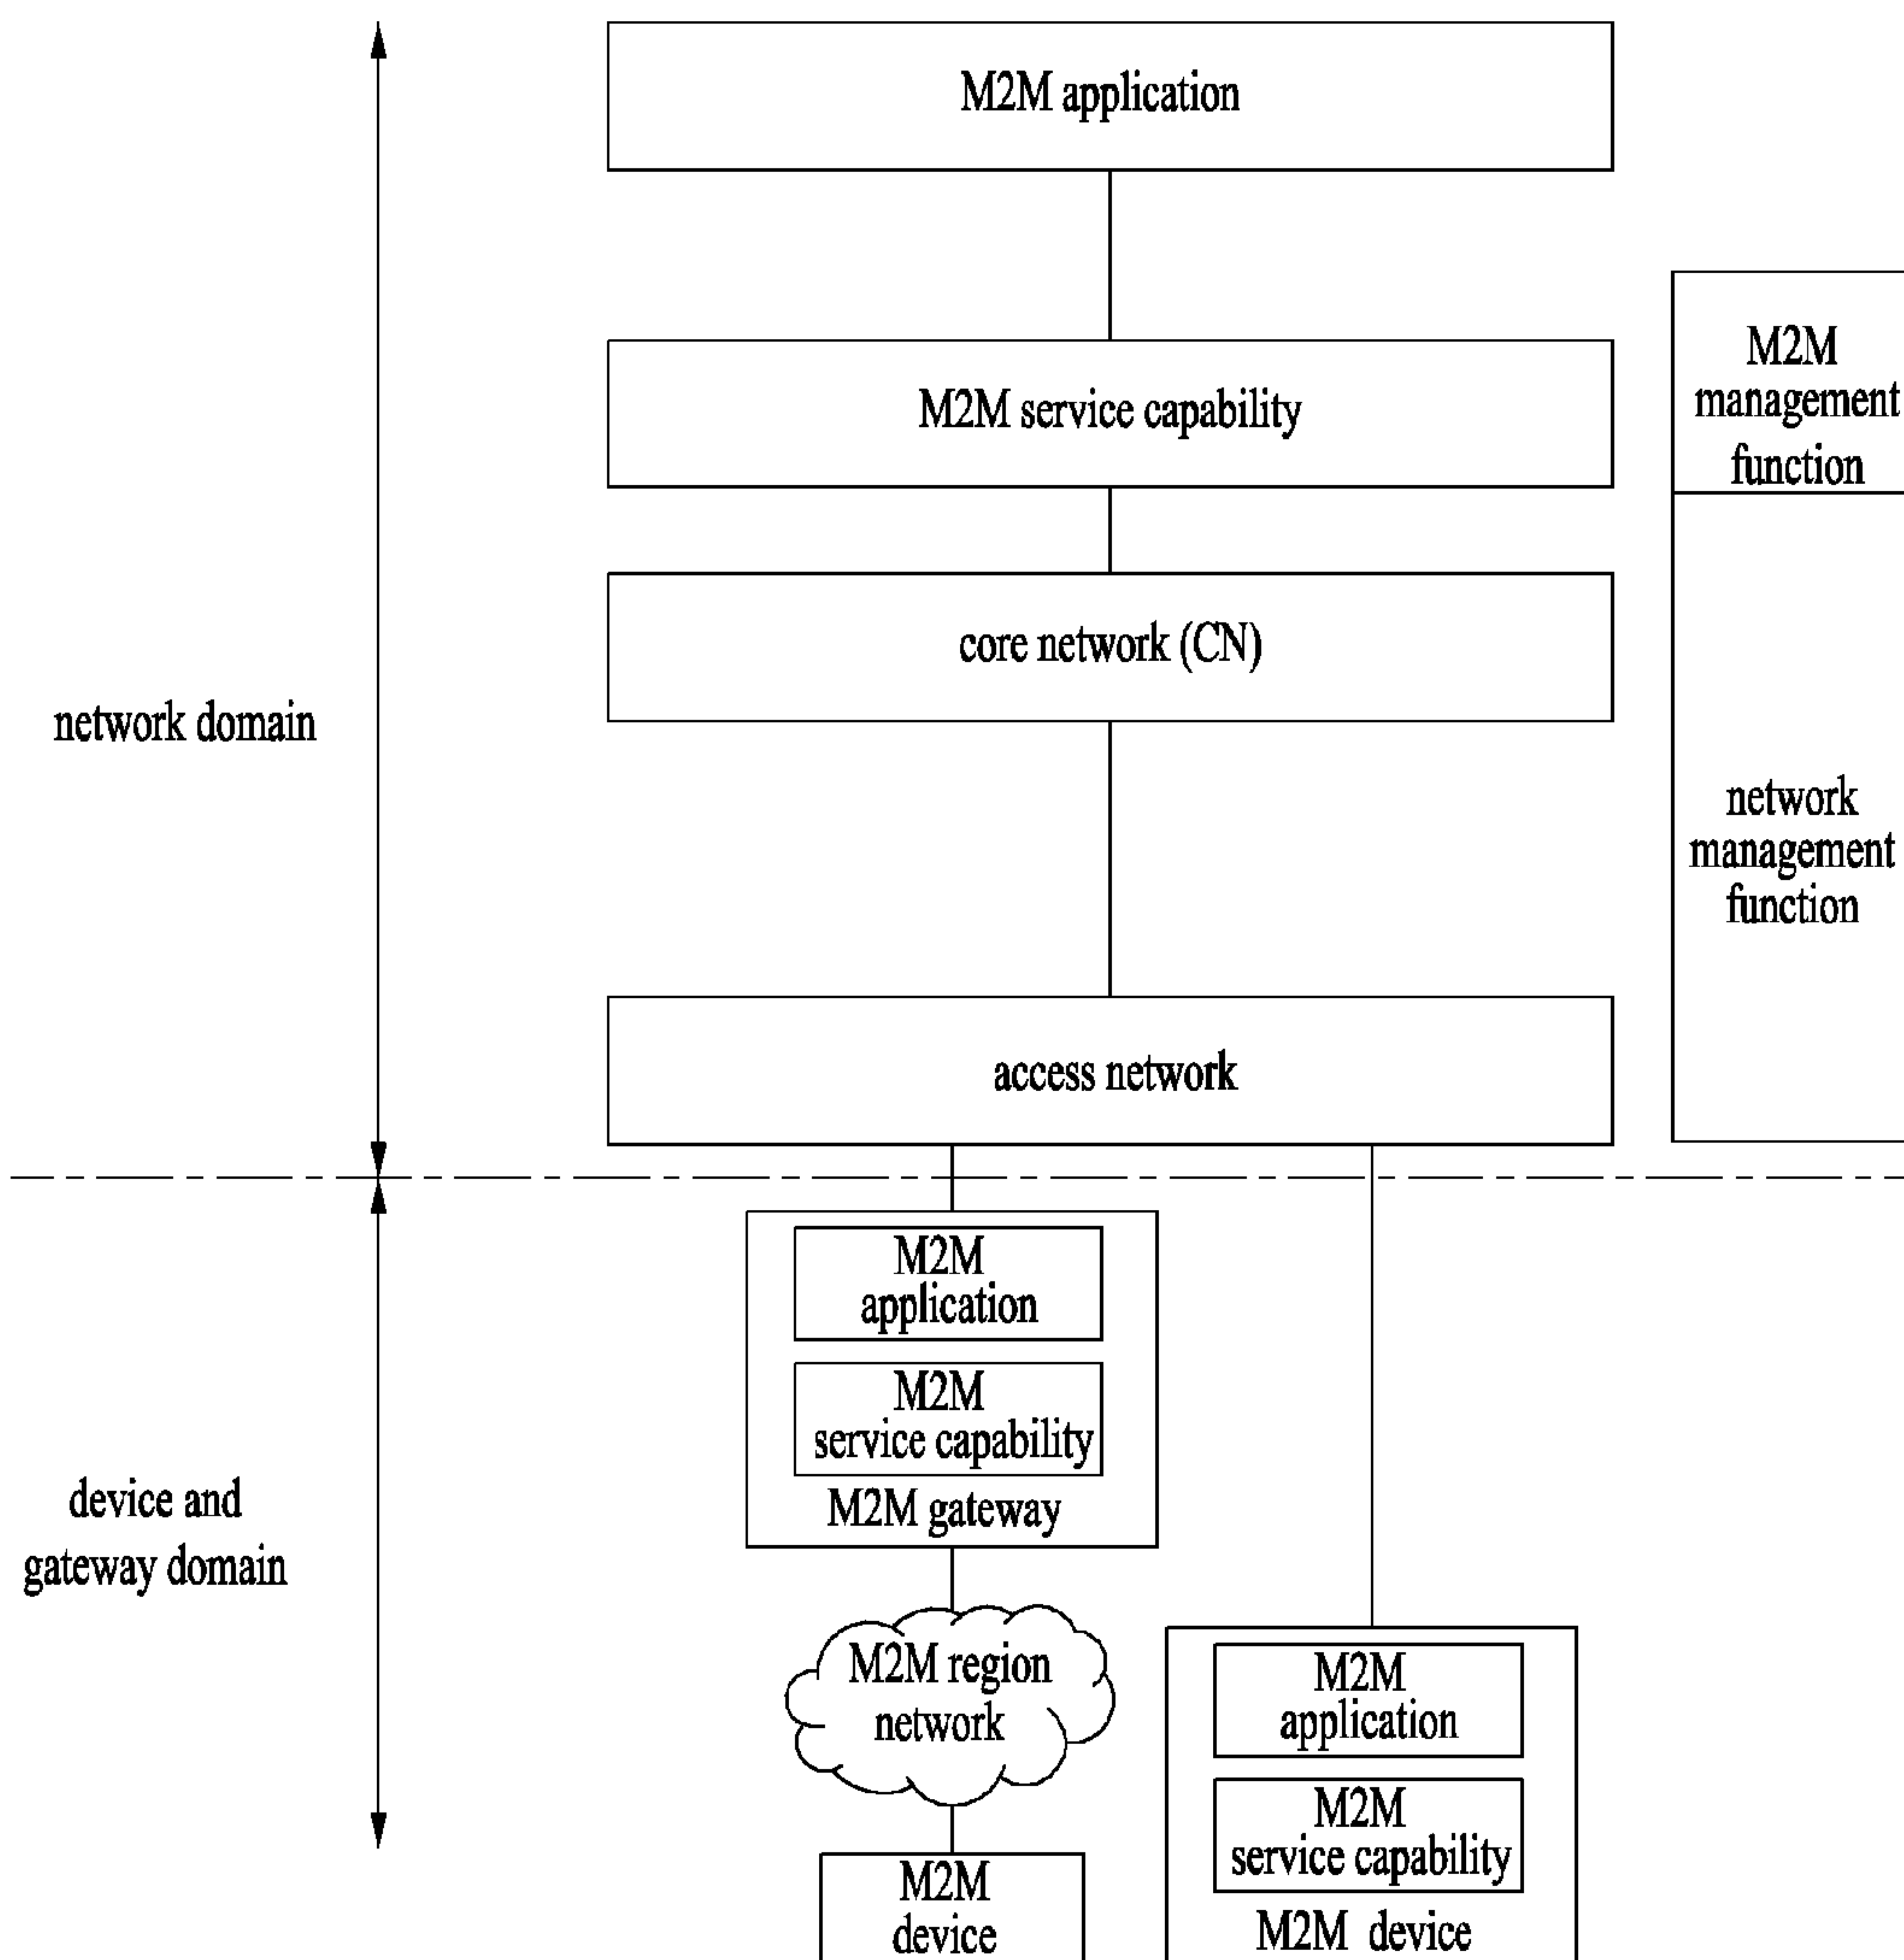 M2M application
M2M service capability
M2M
management
function
core network (CN)
network domain
network
management
function
access network
M2M
application
M2M
service capability
M2M gateway
device and
gateway domain
M2M region
network
M2M
application
M2M
service capability
M2M device
M2M
device